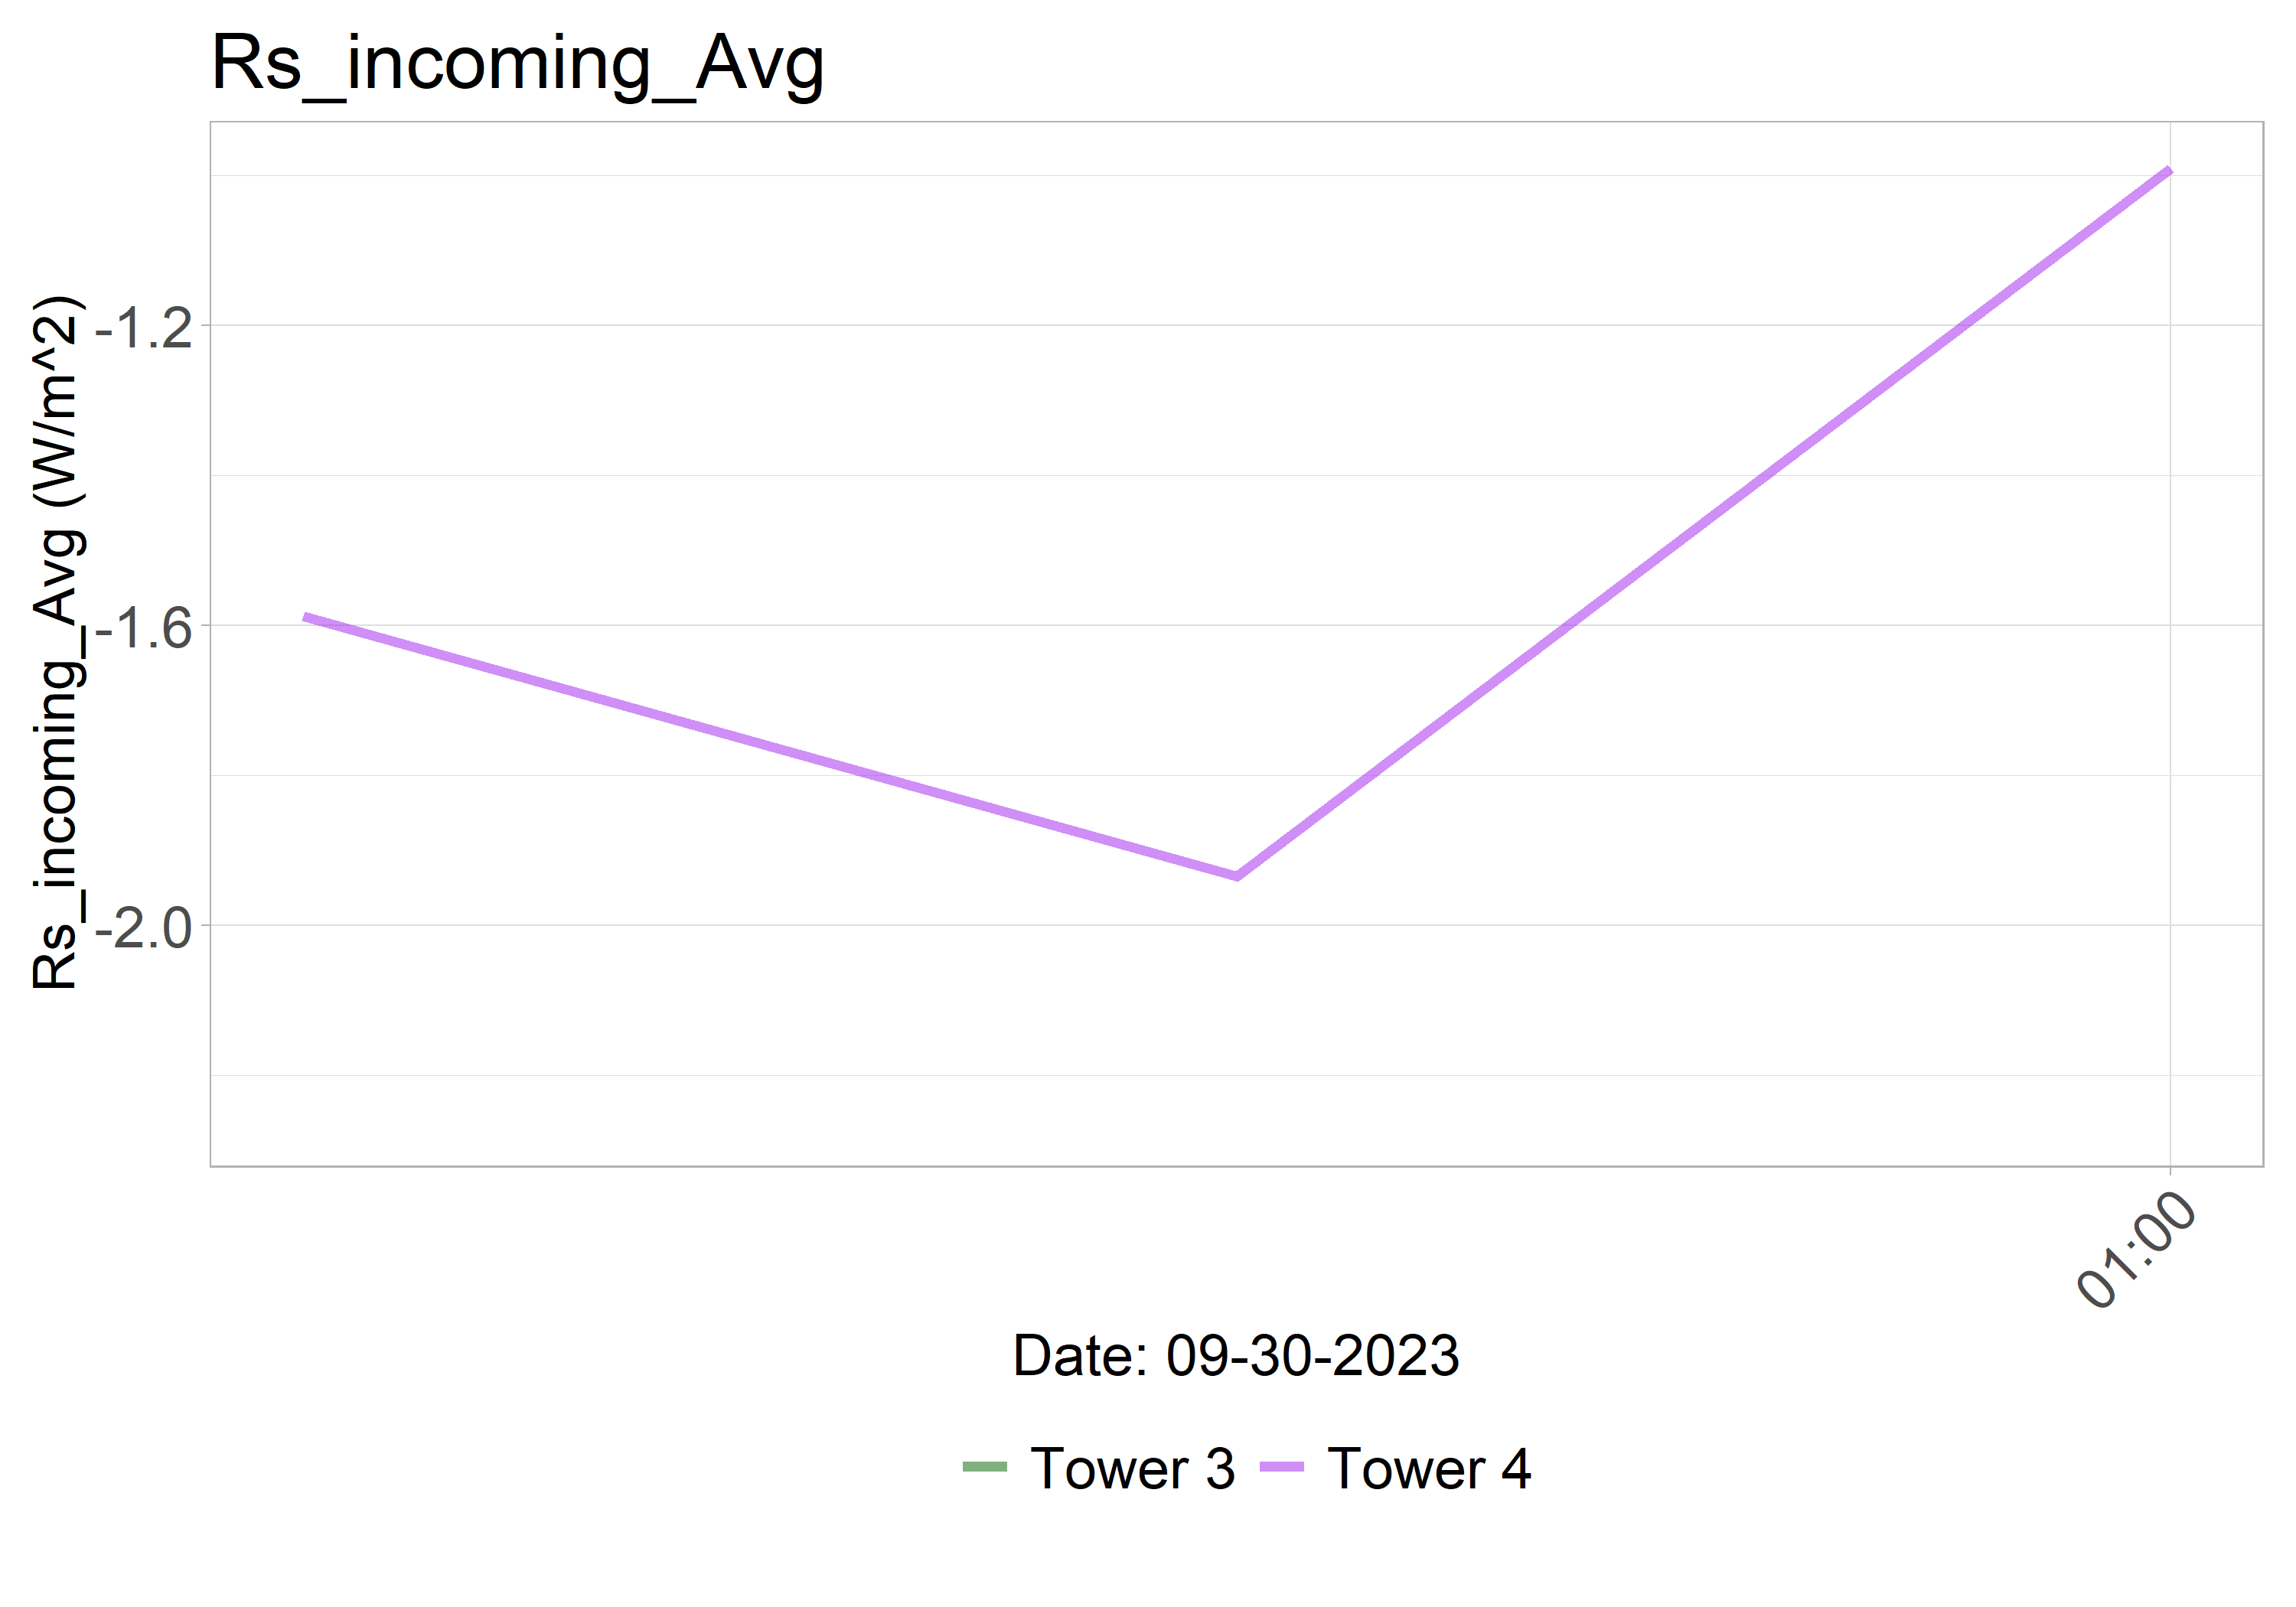 Rs_incoming_Avg
Rs_incoming_Avg (W/m^2)
-1.2
-1.6
-2.0
01:00
Date: 09-30-2023
Tower 3 Tower 4